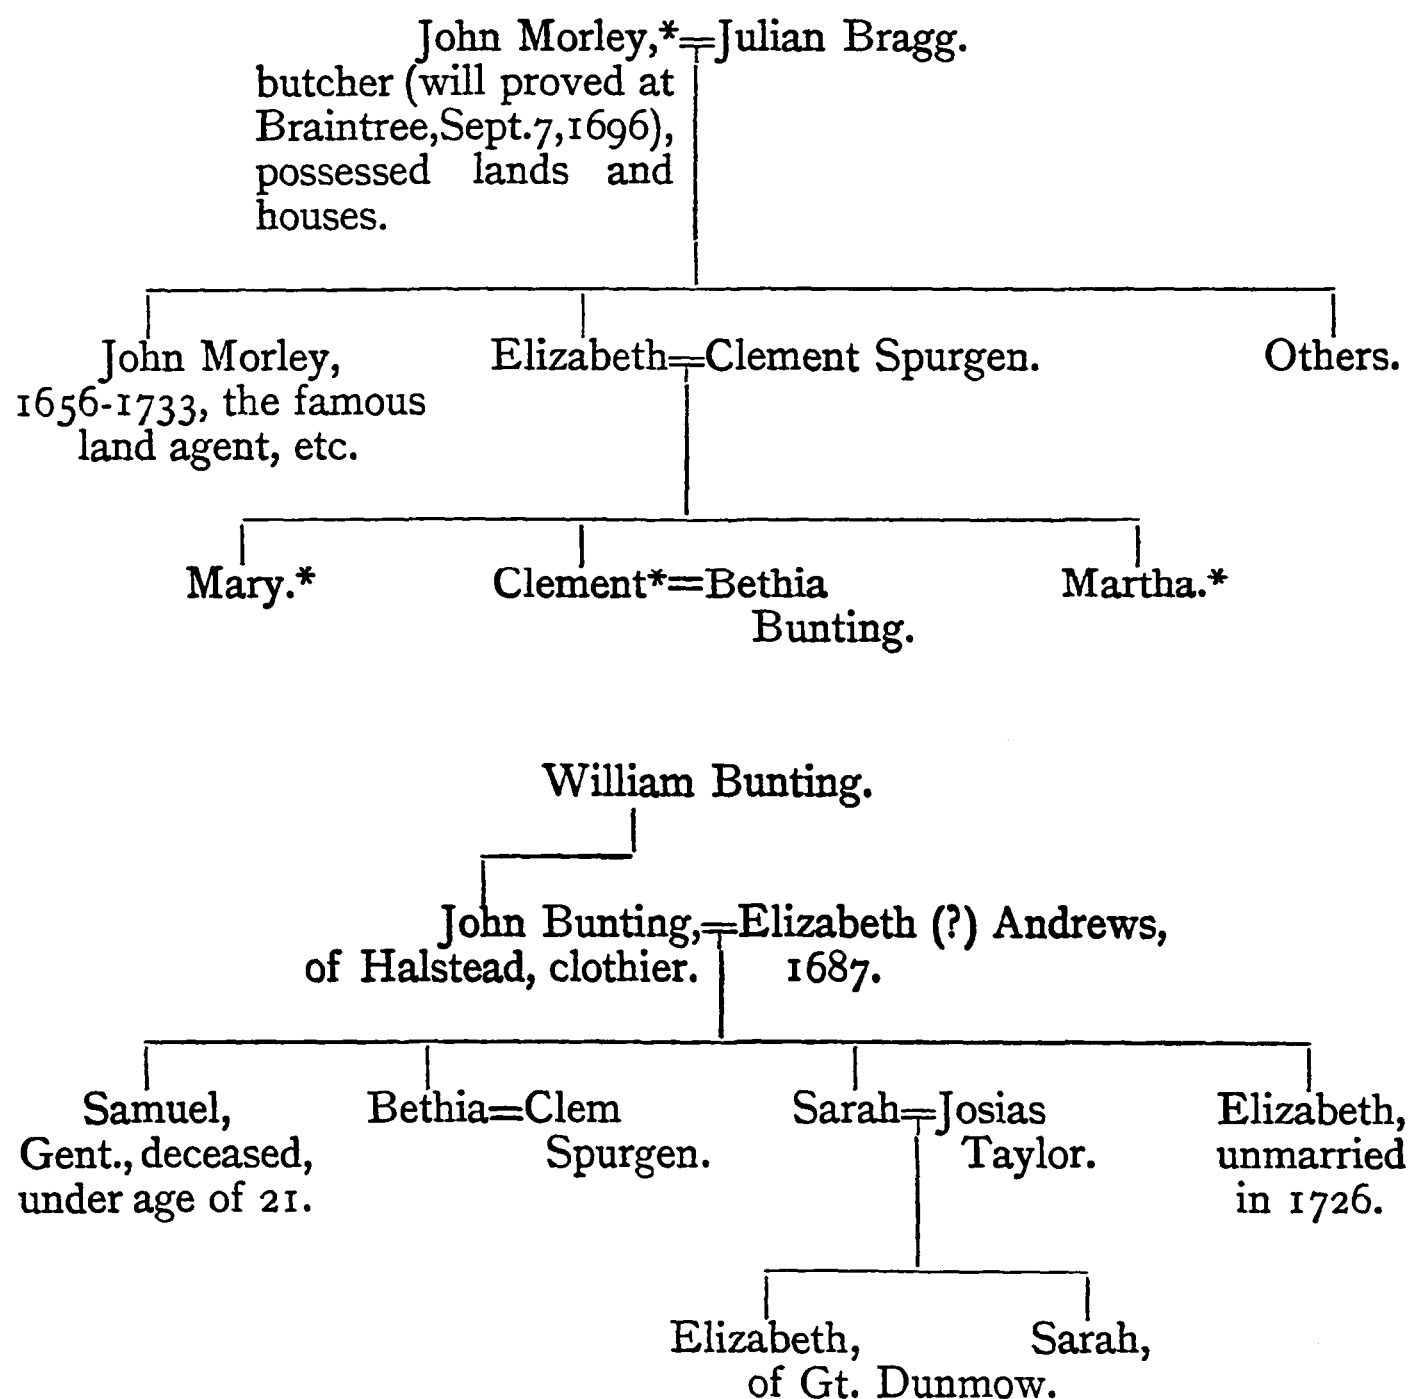 John Morley,*=Julian Bragg.
butcher (will proved at
Braintree,Sept.7,1696),
possessed lands and
houses.
John Morley, Elizabeth=Clement Spurgen. Others.
1656-1733, the famous
land agent, etc.
Mary.* Clement*=Bethia Martha.*
Bunting.
William Bunting.
John Bunting,=Elizabeth (?) Andrews,
of Halstead, clothier. 1687.
Samuel, Bethia=Clem Sarah=Josias Elizabeth,
Gent., deceased, Spurgen. Taylor. unmarried
under age of 21. in 1726.
Elizabeth, Sarah,
of Gt. Dunmow.